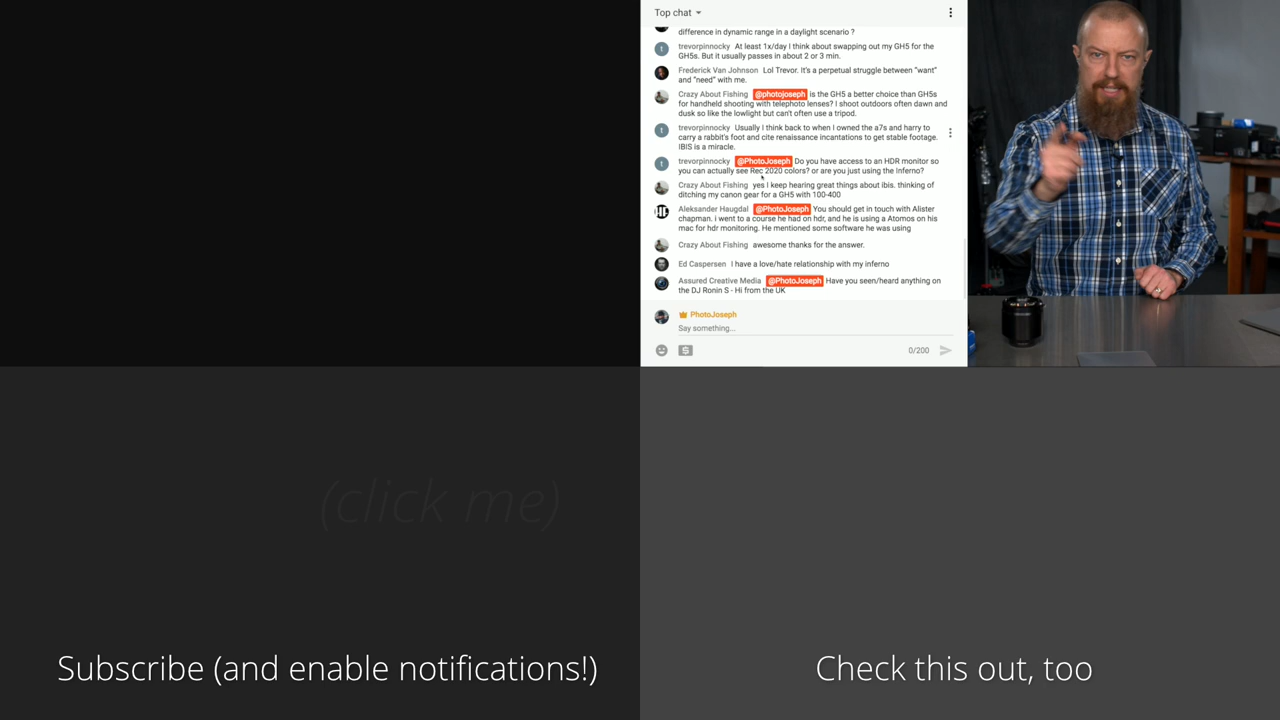 Top chat
difference in dynamic range in a daylight scenario ?
trevorpinnocky At least 1x/day I think about swapping out my GH5 for the
GH5s. But it usually passes in about 2 or 3 min.
Frederick Van Johnson Lol Trevor. It's a perpetual struggle between "want"
and "need" with me.
Crazy About Fishing @photojoseph is the GH5 a better choice than GH5s
for handheld shooting with telephoto lenses? I shoot outdoors often dawn and
dusk so like the lowlight but can't often use a tripod.
t trevorpinnocky Usually I think back to when I owned the a7s and harry to
carry a rabbit's foot and cite renaissance incantations to get stable footage.
IBIS is a miracle.
t trevorpinnocky @PhotoJoseph Do you have access to an HDR monitor so
you can actually see Rec 2020 colors? or are you just using the Inferno?
Crazy About Fishing yes I keep hearing great things about ibis. thinking of
ditching my canon gear for a GH5 with 100-400
Aleksander Haugdal @PhotoJoseph You should get in touch with Alister
chapman. i went to a course he had on hdr, and he is using a Atomos on his
mac for hdr monitoring. He mentioned some software he was using
Crazy About Fishing awesome thanks for the answer.
Ed Caspersen I have a love/hate relationship with my inferno
Assured Creative Media @PhotoJoseph Have you seen/heard anything on
the DJ Ronin S - Hi from the UK
PhotoJoseph
Say something...
0/200
(click me)
Subscribe (and enable notifications!)
Check this out, too